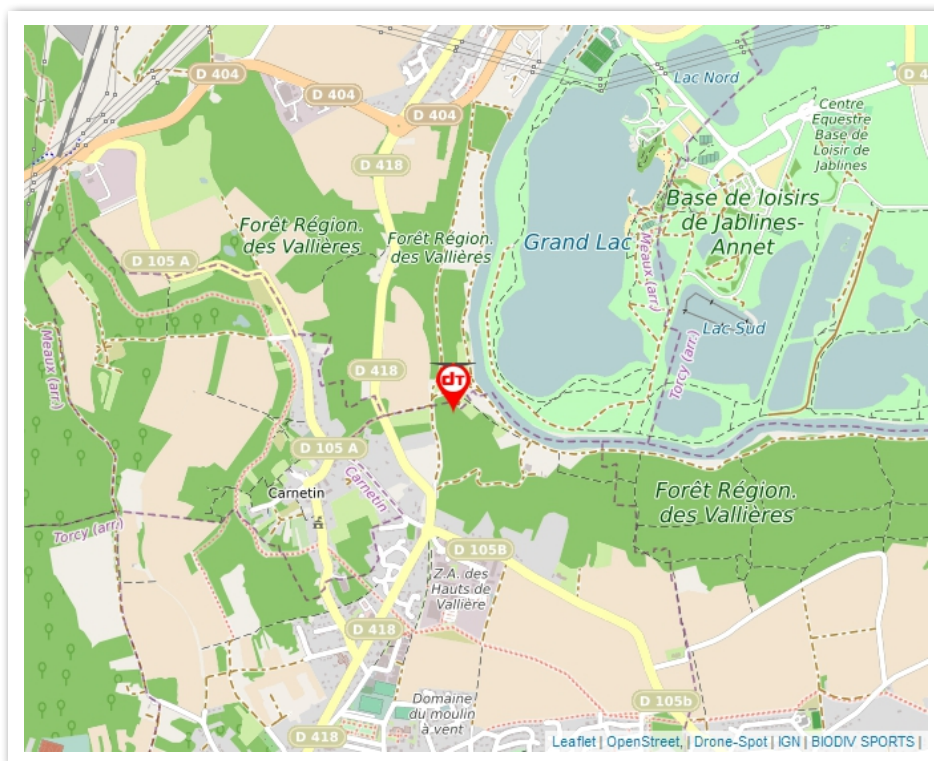 D 404
D 404
D 404
D 4
Lac Nord
Centre
Equestre
Base de
Loisir de
Jablines
D 418
Forêt Région.
des Vallières
Forêt Région.
des Vallières
Base de loisirs
de Jablines-
Annet
Grand Lac
Meaux (arr.)
D 105 A
Lac Sud
Meaux (arr.)
Torcy (arr.)
D 418
dT
D 105 A
Carnetin
Carnetin
Forêt Région.
des Vallières
Torcy (arr.)
D 105B
Z.A. des
Hauts de
Vallière
D 418
Domaine
du moulin
à vent
D 105b
D 418
Leaflet | OpenStreet, | Drone-Spot | IGN | BIODIV SPORTS |